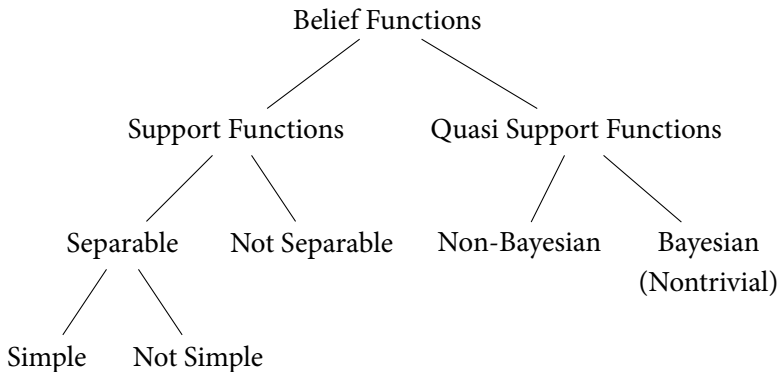 Belief Functions
Support Functions
Quasi Support Functions
Separable
Not Separable
Non-Bayesian
Bayesian
(Nontrivial)
Simple
Not Simple